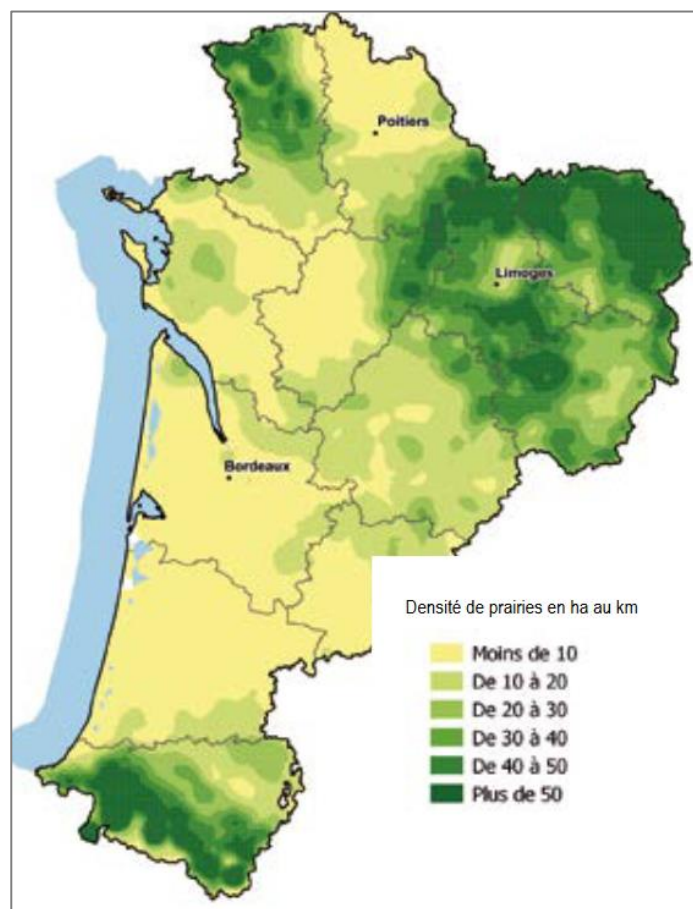 Poitiers
Limoges
Bordeaux
Densité de prairies en ha au km
Moins de 10
De 10 à 20
De 20 à 30
De 30 à 40
De 40 à 50
Plus de 50